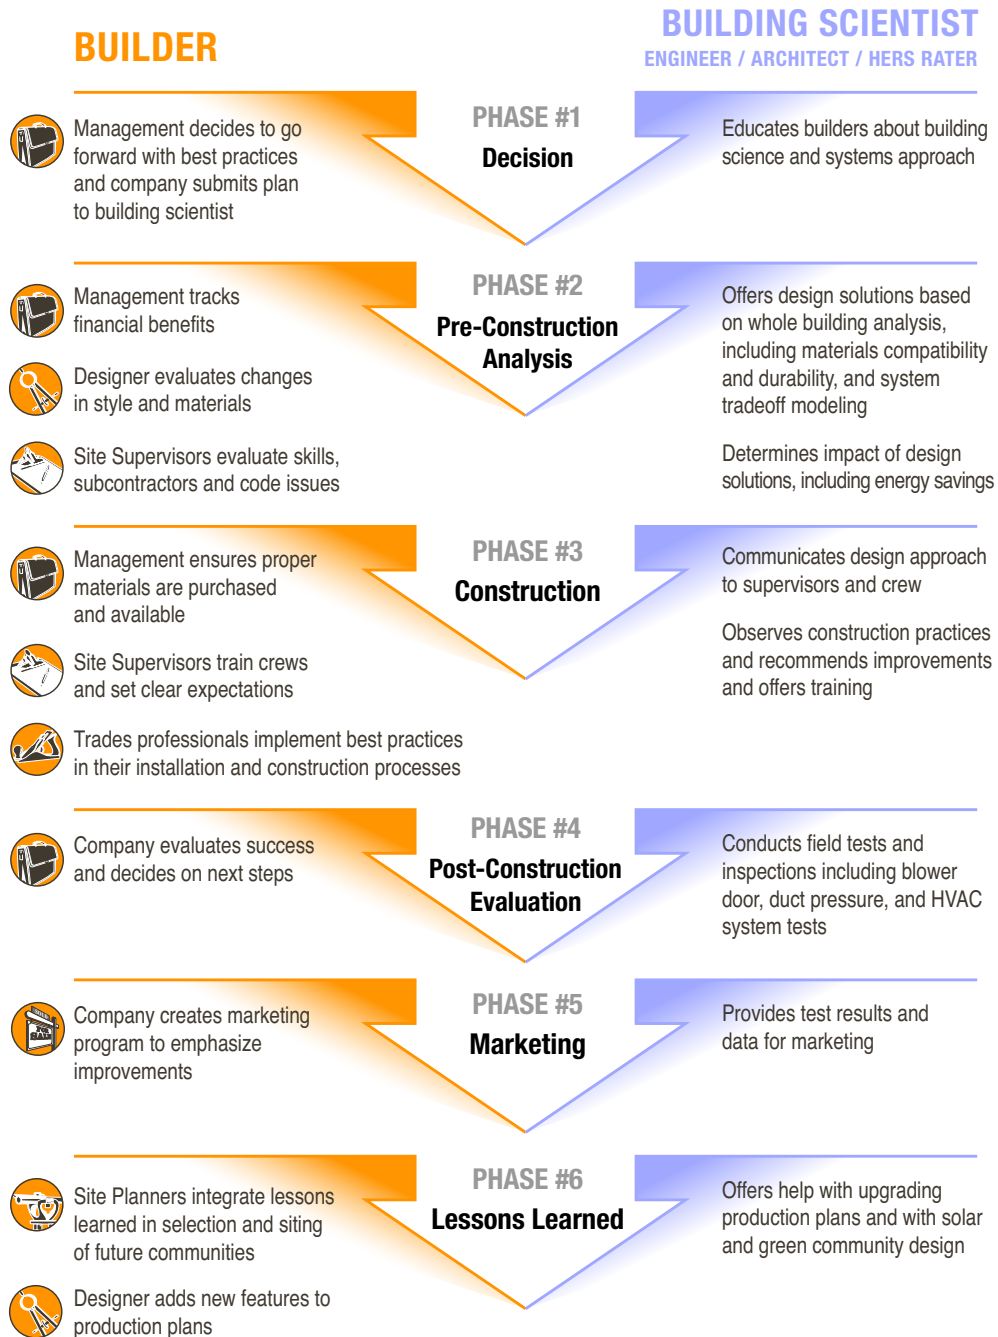 BUILDER
BUILDING SCIENTIST
ENGINEER / ARCHITECT / HERS RATER
PHASE #1
Decision
Management decides to go
forward with best practices
and company submits plan
to building scientist
Educates builders about building
science and systems approach
PHASE #2
Pre-Construction
Analysis
Management tracks
financial benefits
Designer evaluates changes
in style and materials
Site Supervisors evaluate skills,
subcontractors and code issues
Offers design solutions based
on whole building analysis,
including materials compatibility
and durability, and system
tradeoff modeling
Determines impact of design
solutions, including energy savings
PHASE #3
Construction
Management ensures proper
materials are purchased
and available
Site Supervisors train crews
and set clear expectations
Trades professionals implement best practices
in their installation and construction processes
Communicates design approach
to supervisors and crew
Observes construction practices
and recommends improvements
and offers training
PHASE #4
Post-Construction
Evaluation
Company evaluates success
and decides on next steps
Conducts field tests and
inspections including blower
door, duct pressure, and HVAC
system tests
PHASE #5
Marketing
FOR
SALE
Company creates marketing
program to emphasize
improvements
Provides test results and
data for marketing
PHASE #6
Lessons Learned
Site Planners integrate lessons
learned in selection and siting
of future communities
Designer adds new features to
production plans
Offers help with upgrading
production plans and with solar
and green community design